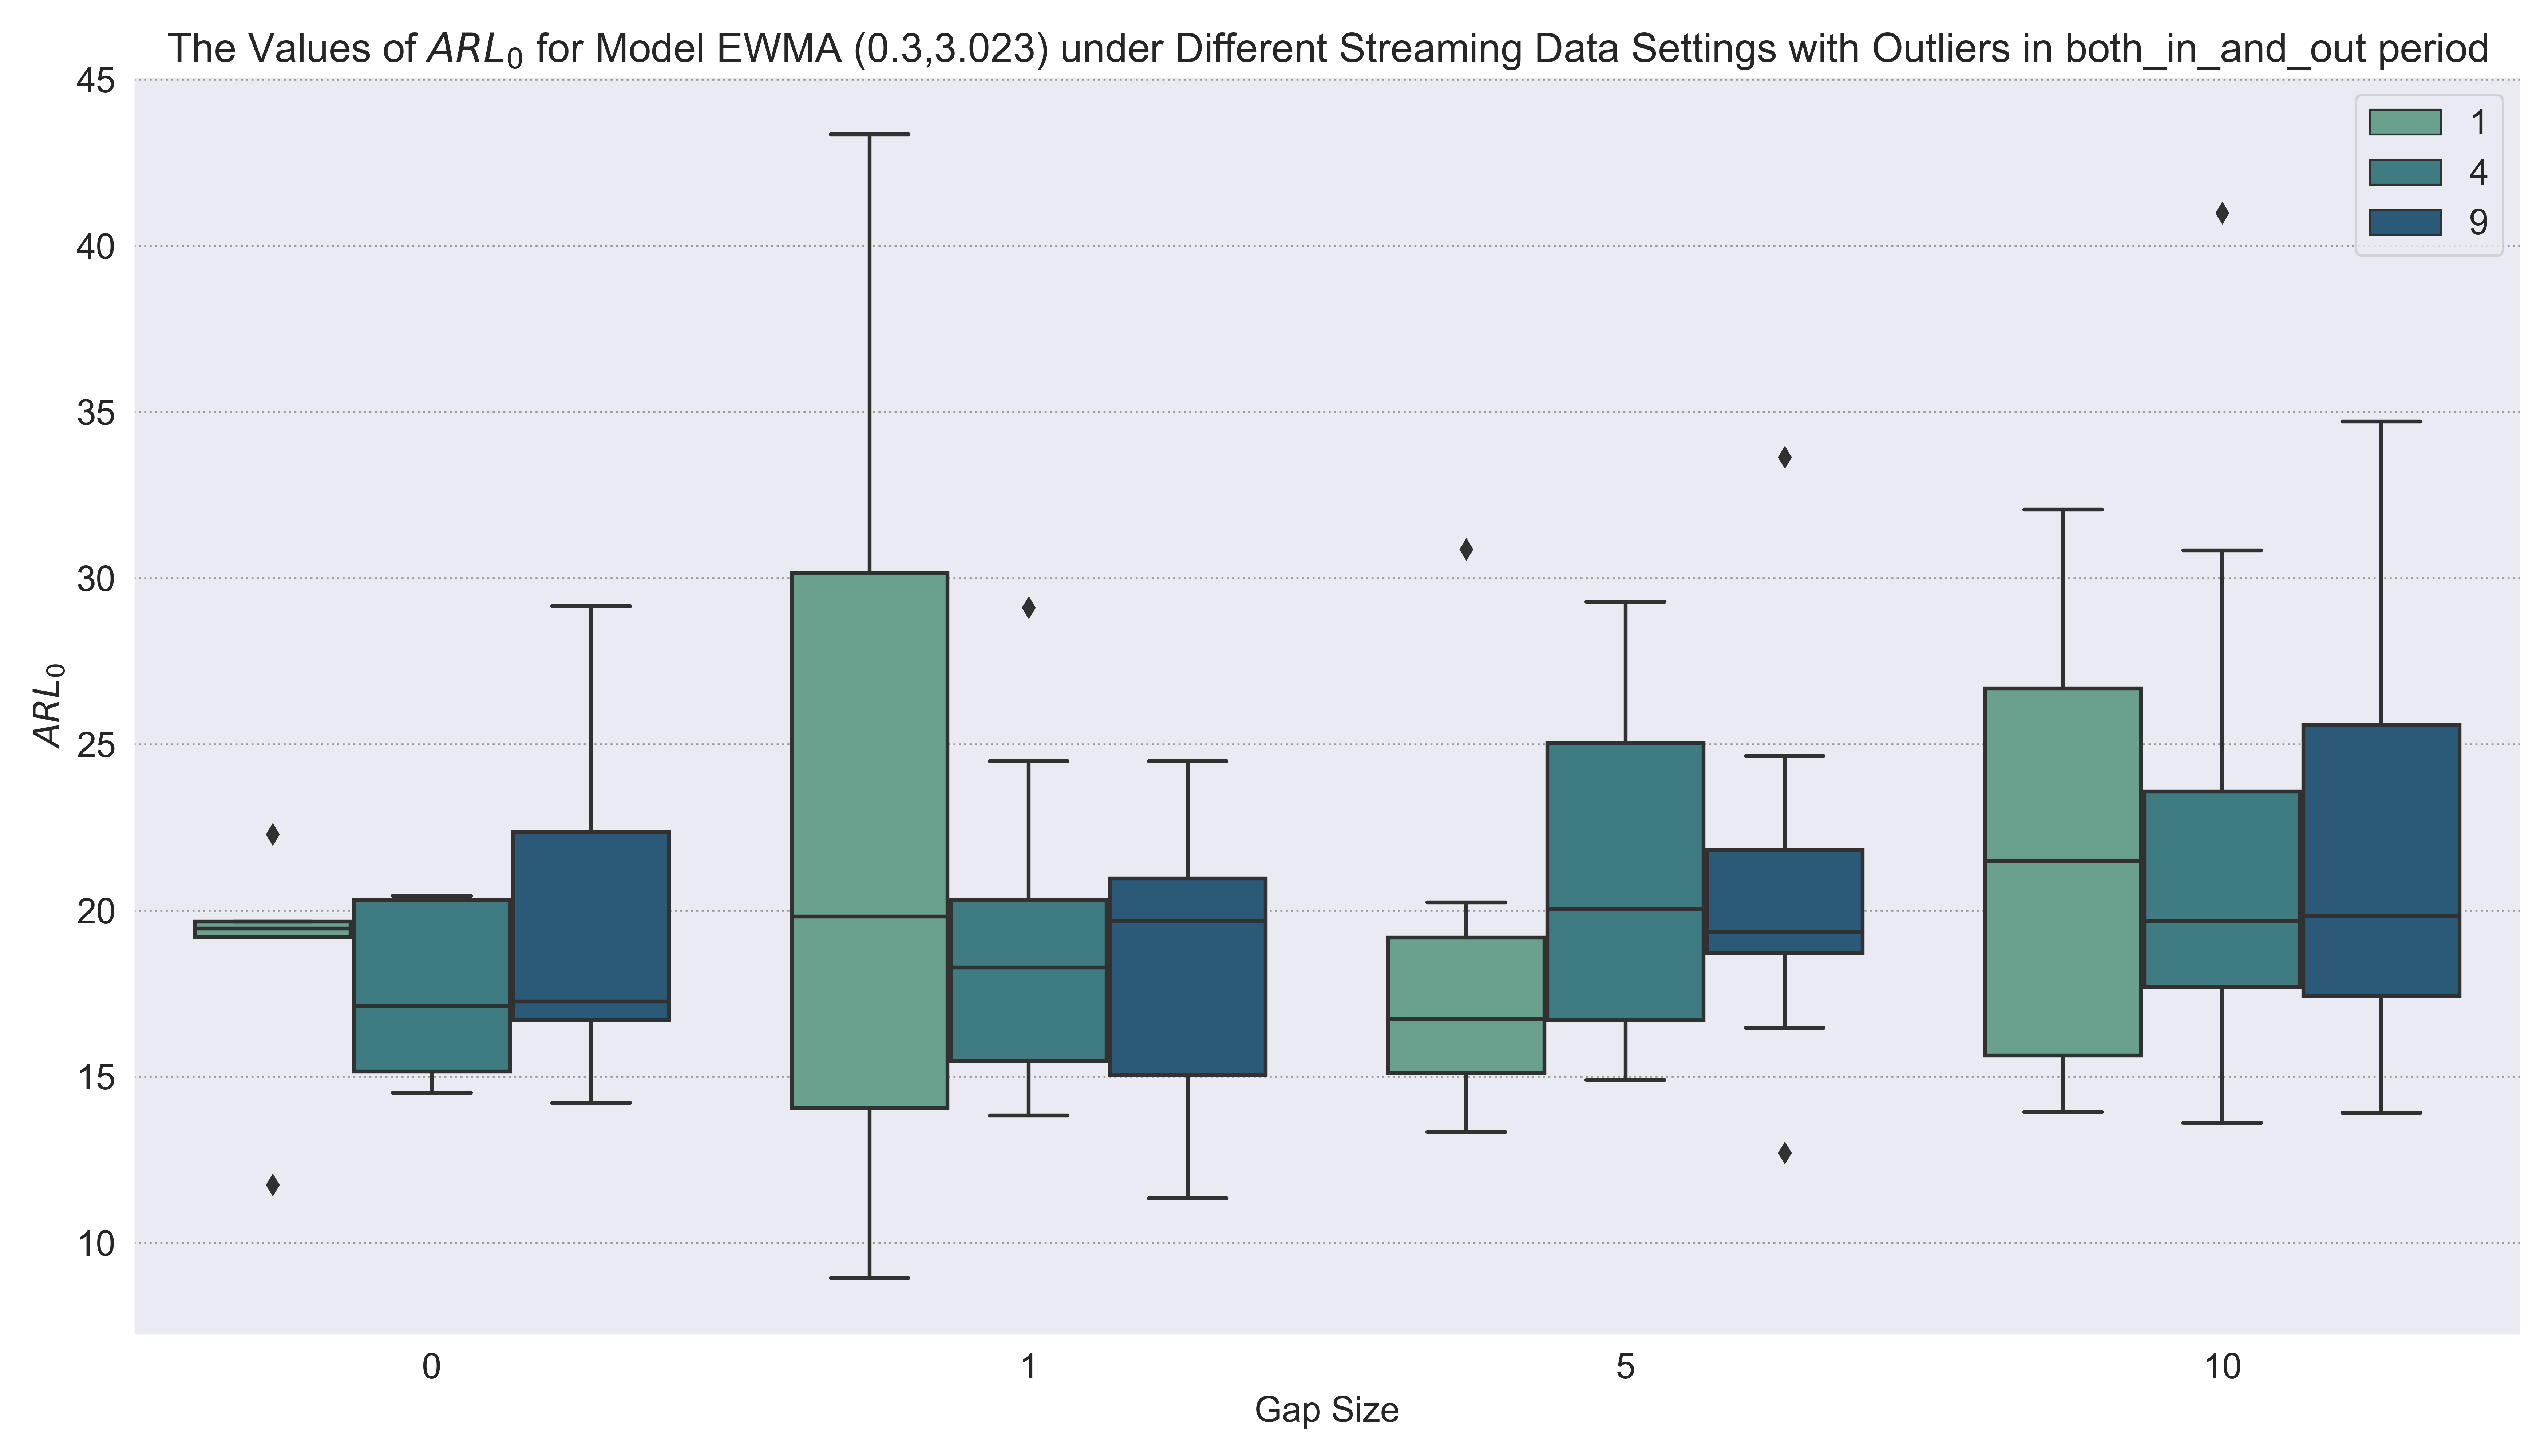 The Values of ARL₀ for Model EWMA (0.3,3.023) under Different Streaming Data Settings with Outliers in both_in_and_out period
45
40
35
30
25
20
15
10
ARL₀
1
4
9
0 1 5 10
Gap Size